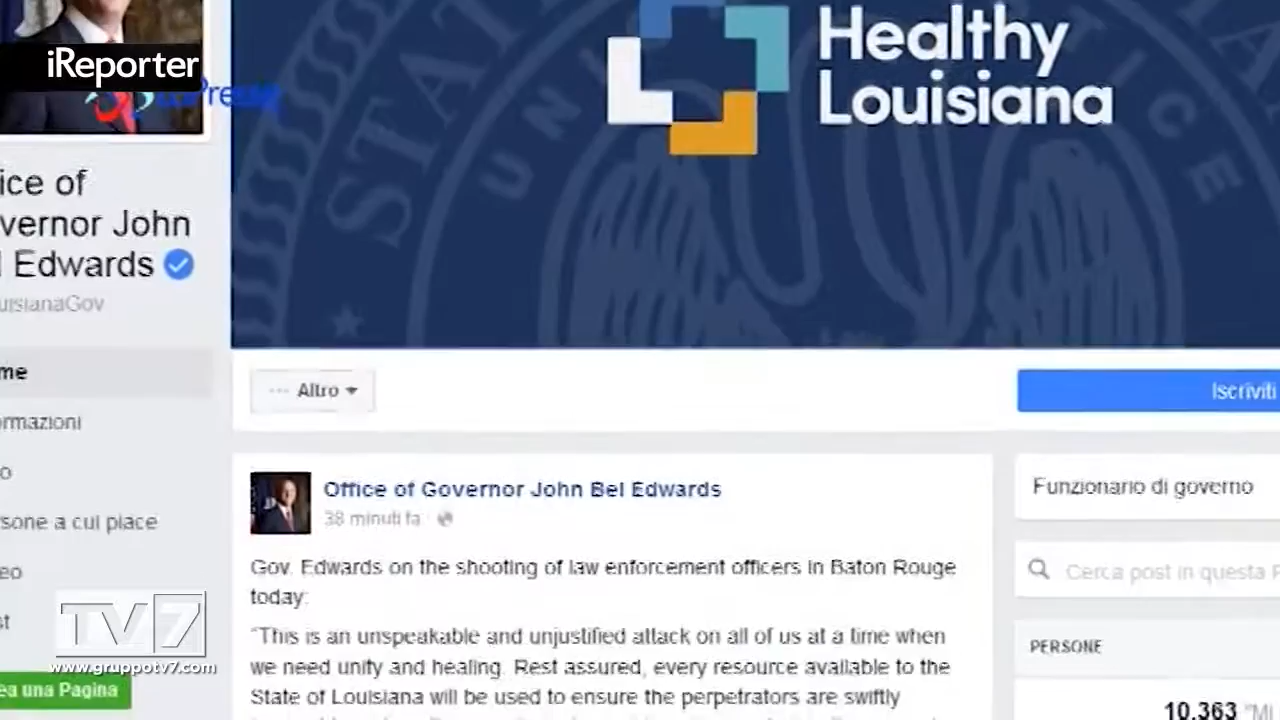 iReporter
LaPresse
Healthy
Louisiana
STATE
UNI
ICE
ice of
vernor John
l Edwards
uisianaGov
me
ormazioni
o
rsone a cui piace
eo
st
ea una Pagina
TV7
www.gruppotv7.com
Altro
Iscriviti
Office of Governor John Bel Edwards
38 minuti fa
Gov. Edwards on the shooting of law enforcement officers in Baton Rouge
today:
"This is an unspeakable and unjustified attack on all of us at a time when
we need unity and healing. Rest assured, every resource available to the
State of Louisiana will be used to ensure the perpetrators are swiftly
Funzionario di governo
Cerca post in questa P
PERSONE
10.363 "Mi